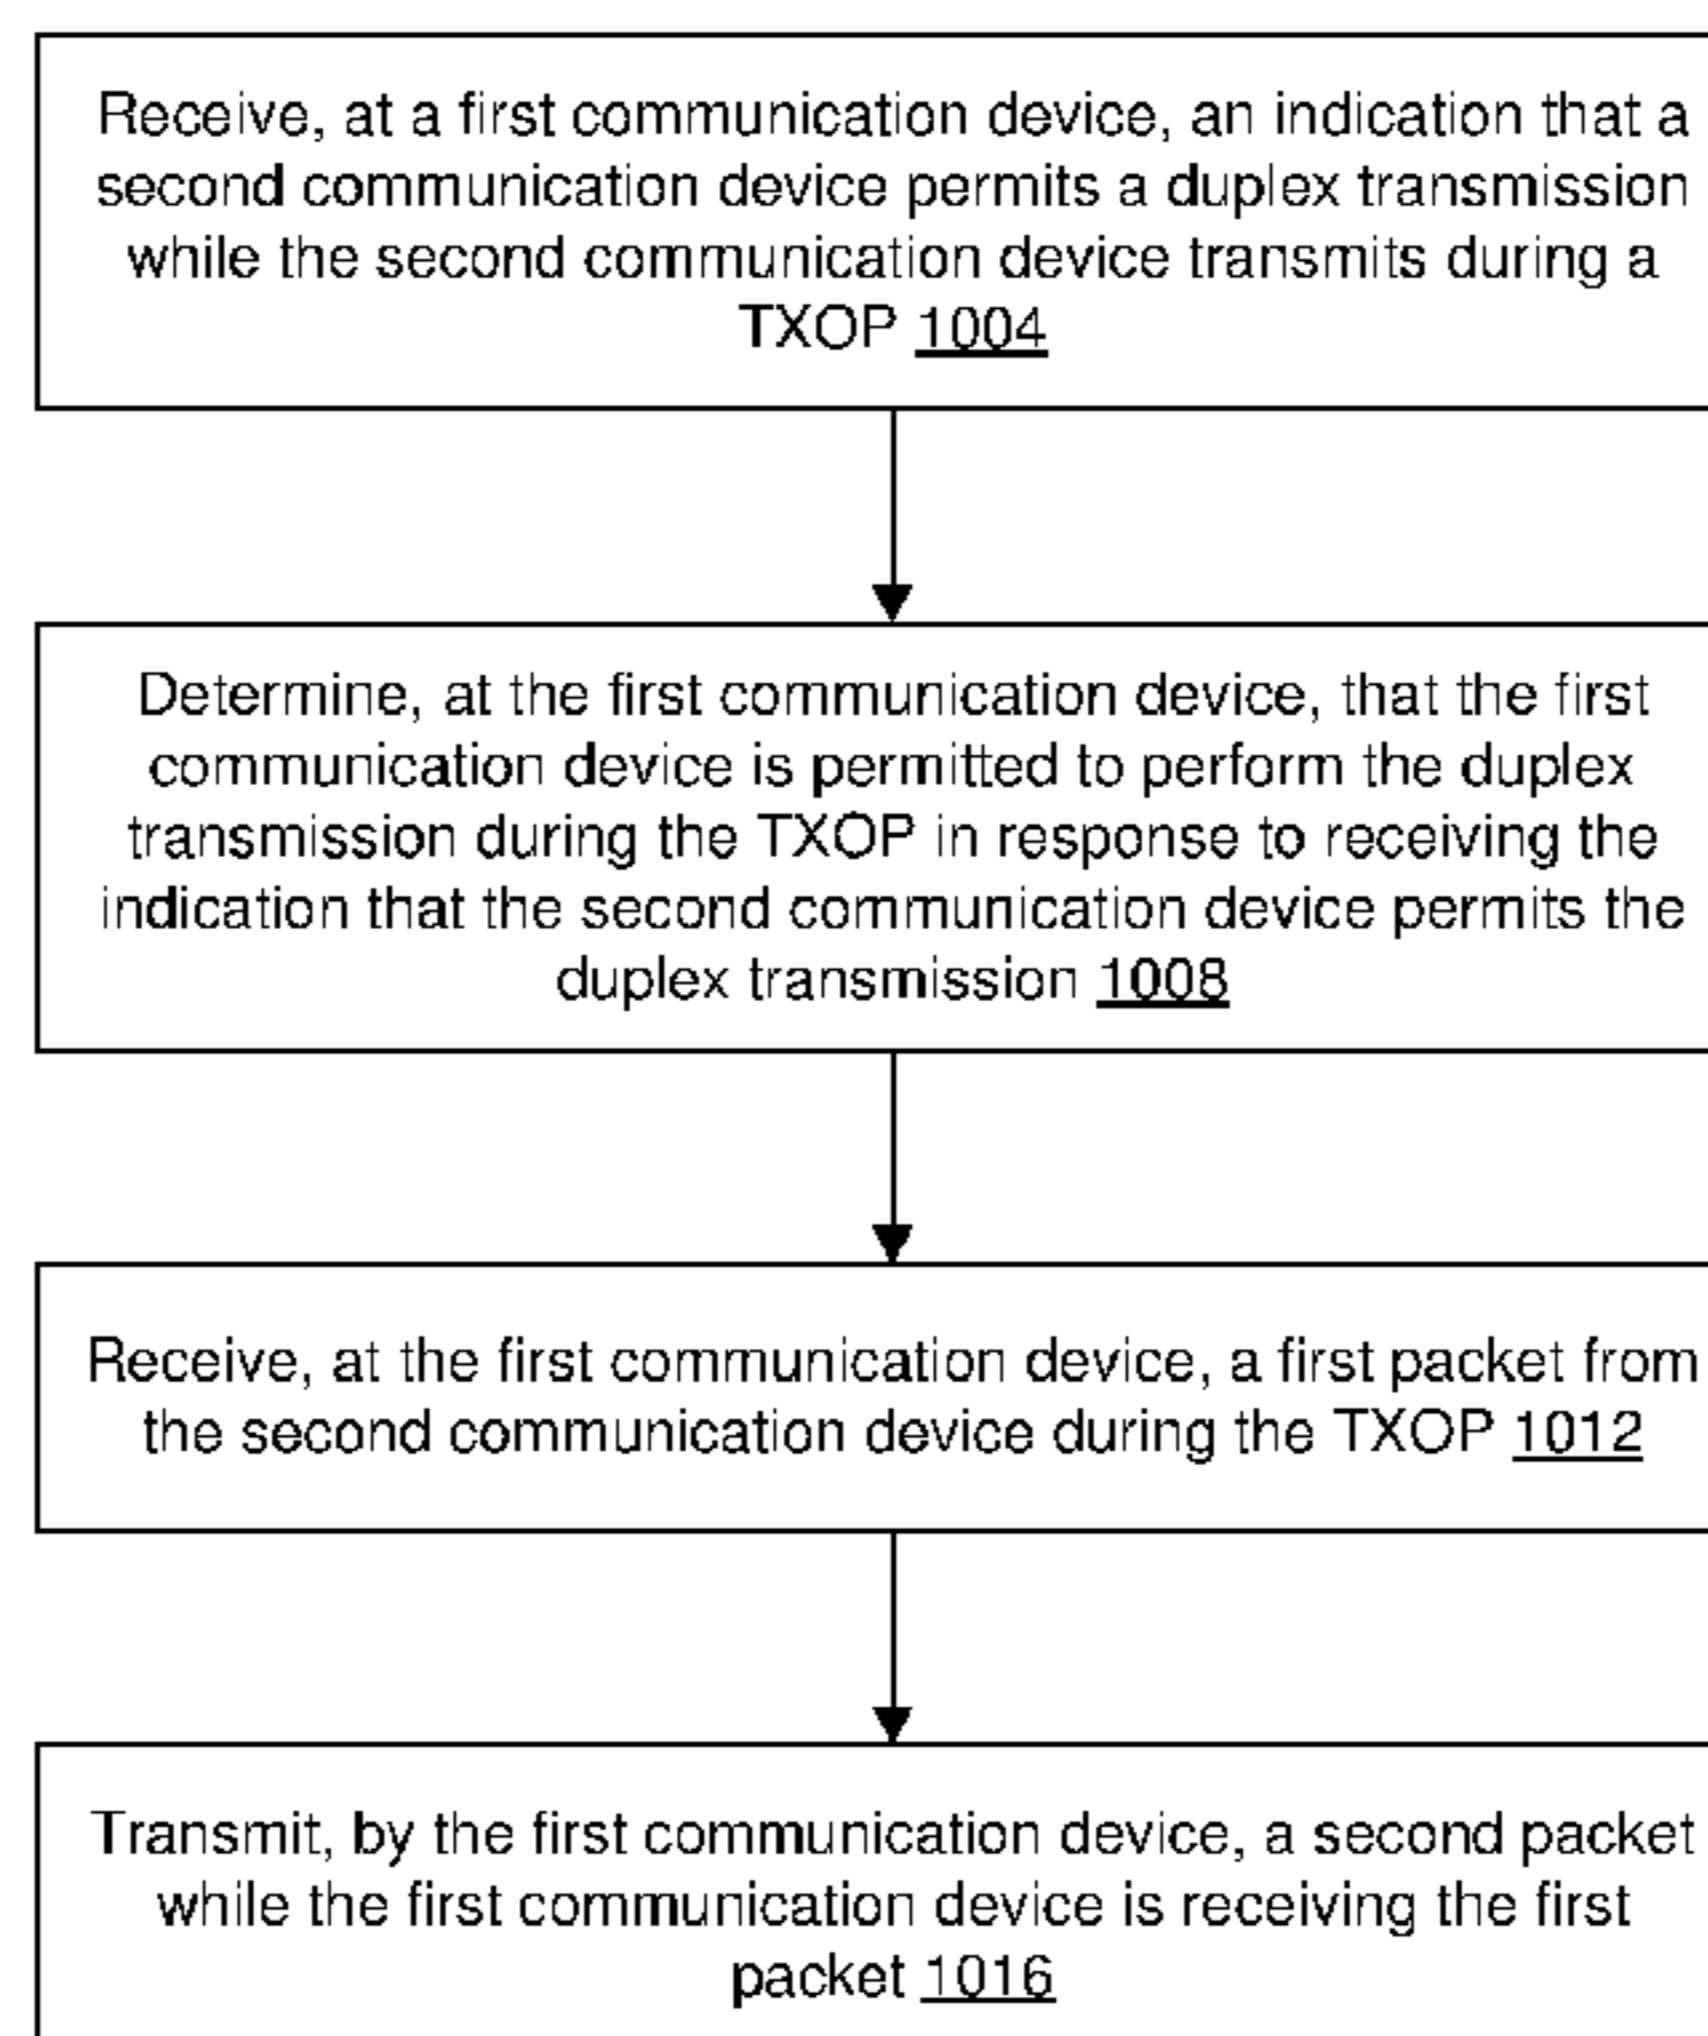 Receive, at a first communication device, an indication that a
second communication device permits a duplex transmission
while the second communication device transmits during a
TXOP 1004
Determine, at the first communication device, that the first
communication device is permitted to perform the duplex
transmission during the TXOP in response to receiving the
indication that the second communication device permits the
duplex transmission 1008
Receive, at the first communication device, a first packet from
the second communication device during the TXOP 1012
Transmit, by the first communication device, a second packet
while the first communication device is receiving the first
packet 1016